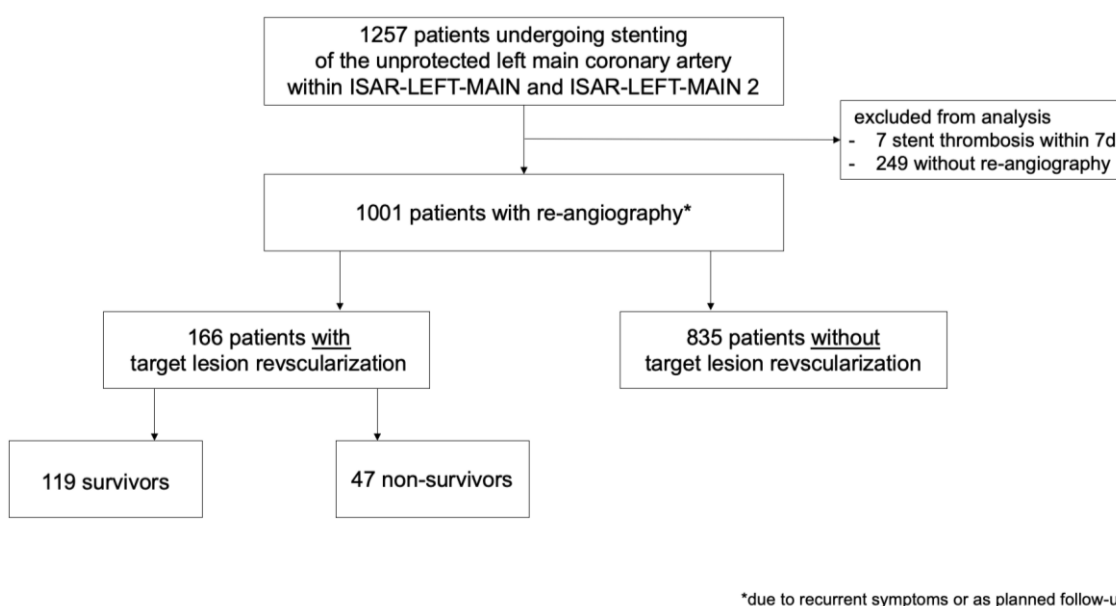 1257 patients undergoing stenting
of the unprotected left main coronary artery
within ISAR-LEFT-MAIN and ISAR-LEFT-MAIN 2
excluded from analysis
- 7 stent thrombosis within 7d
- 249 without re-angiography
1001 patients with re-angiography*
166 patients with
target lesion revscularization
835 patients without
target lesion revscularization
119 survivors
47 non-survivors
*due to recurrent symptoms or as planned follow-u